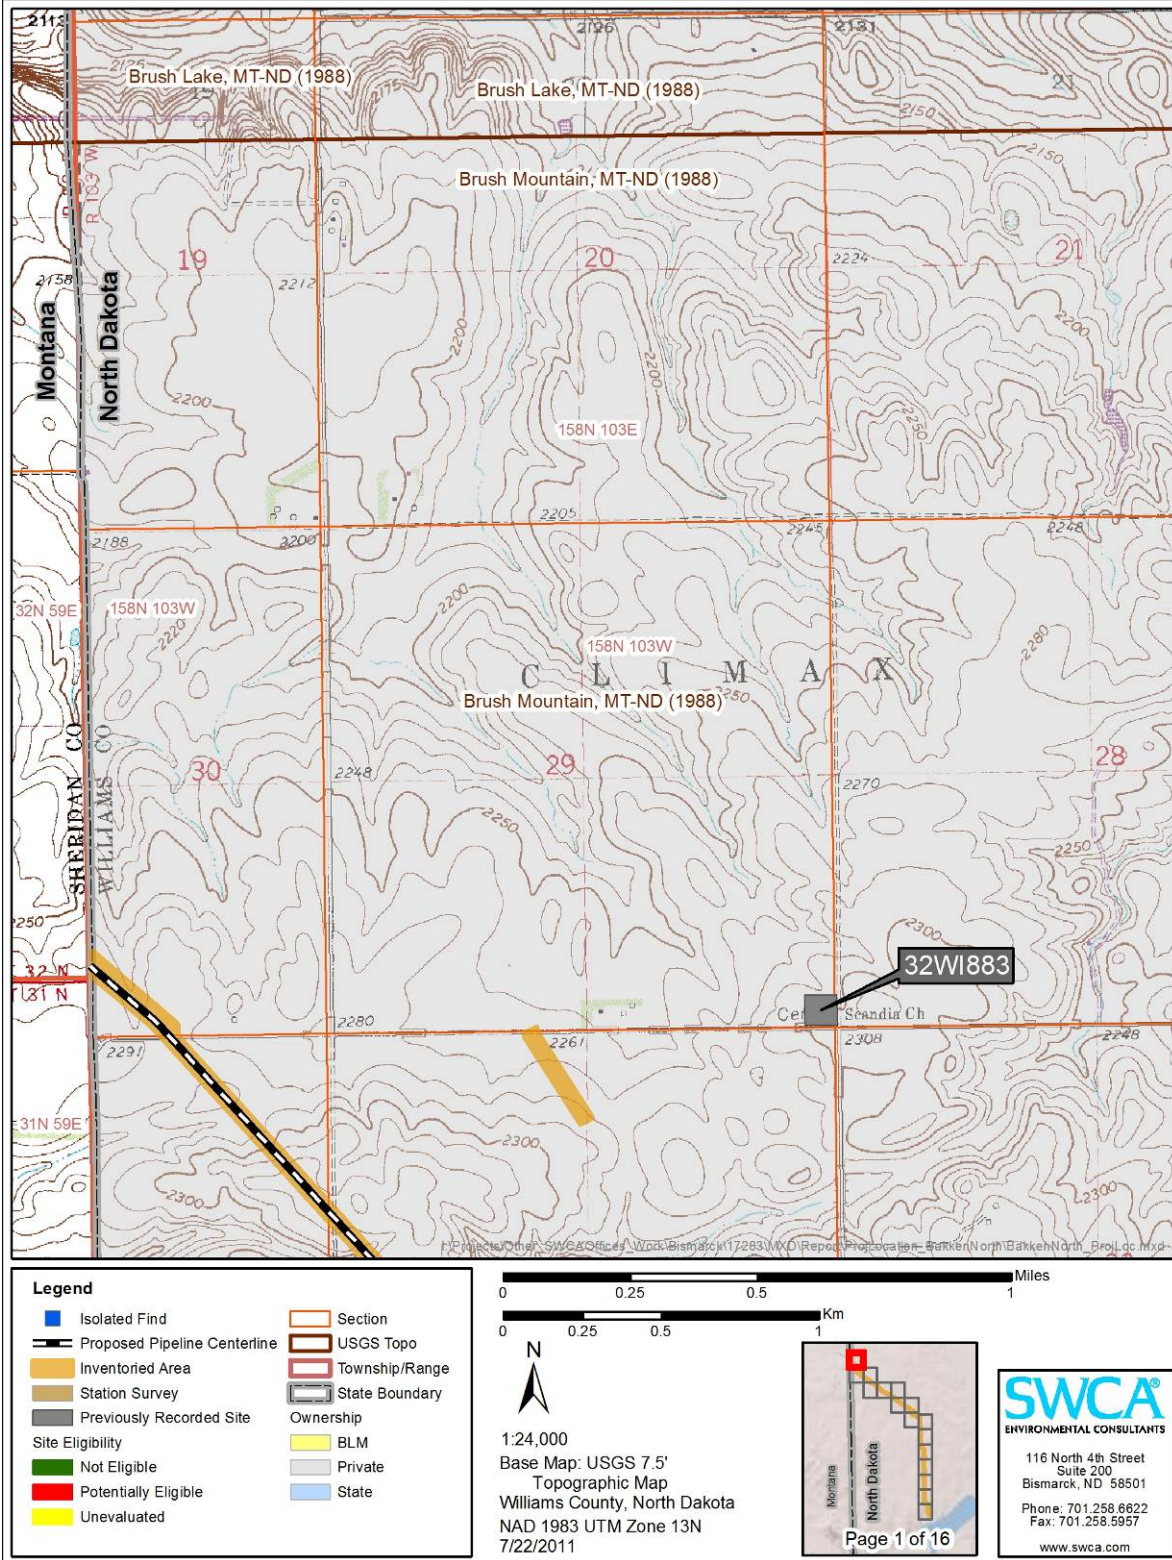 2113
2126
2131
Brush Lake, MT-ND (1988)
Brush Lake, MT-ND (1988)
21
2175
2150
2150
Brush Mountain, MT-ND (1988)
R 103 W
19
20
21
2158
2212
2224
Montana
North Dakota
2200
2200
2200
2200
2250
158N 103E
2205
2245
2248
2188
2200
32N 59E
158N 103W
2220
2200
158N 103W
2280
C L I M A X
2250
Brush Mountain, MT-ND (1988)
SHERIDAN CO
WILLIAMS CO
30
2248
29
2270
28
2250
2250
2250
2300
32WI883
T 32 N
T 31 N
Cem
Scandia Ch
2280
2261
2308
2248
2291
31N 59E
2300
2300
2300
Legend
Isolated Find
Proposed Pipeline Centerline
Inventoried Area
Station Survey
Previously Recorded Site
Site Eligibility
Not Eligible
Potentially Eligible
Unevaluated
Section
USGS Topo
Township/Range
State Boundary
Ownership
BLM
Private
State
0 0.25 0.5 1 Miles
0 0.25 0.5 1 Km
N
1:24,000
Base Map: USGS 7.5'
Topographic Map
Williams County, North Dakota
NAD 1983 UTM Zone 13N
7/22/2011
Montana
North Dakota
Page 1 of 16
SWCA®
ENVIRONMENTAL CONSULTANTS
116 North 4th Street
Suite 200
Bismarck, ND 58501
Phone: 701.258.6622
Fax: 701.258.5957
www.swca.com